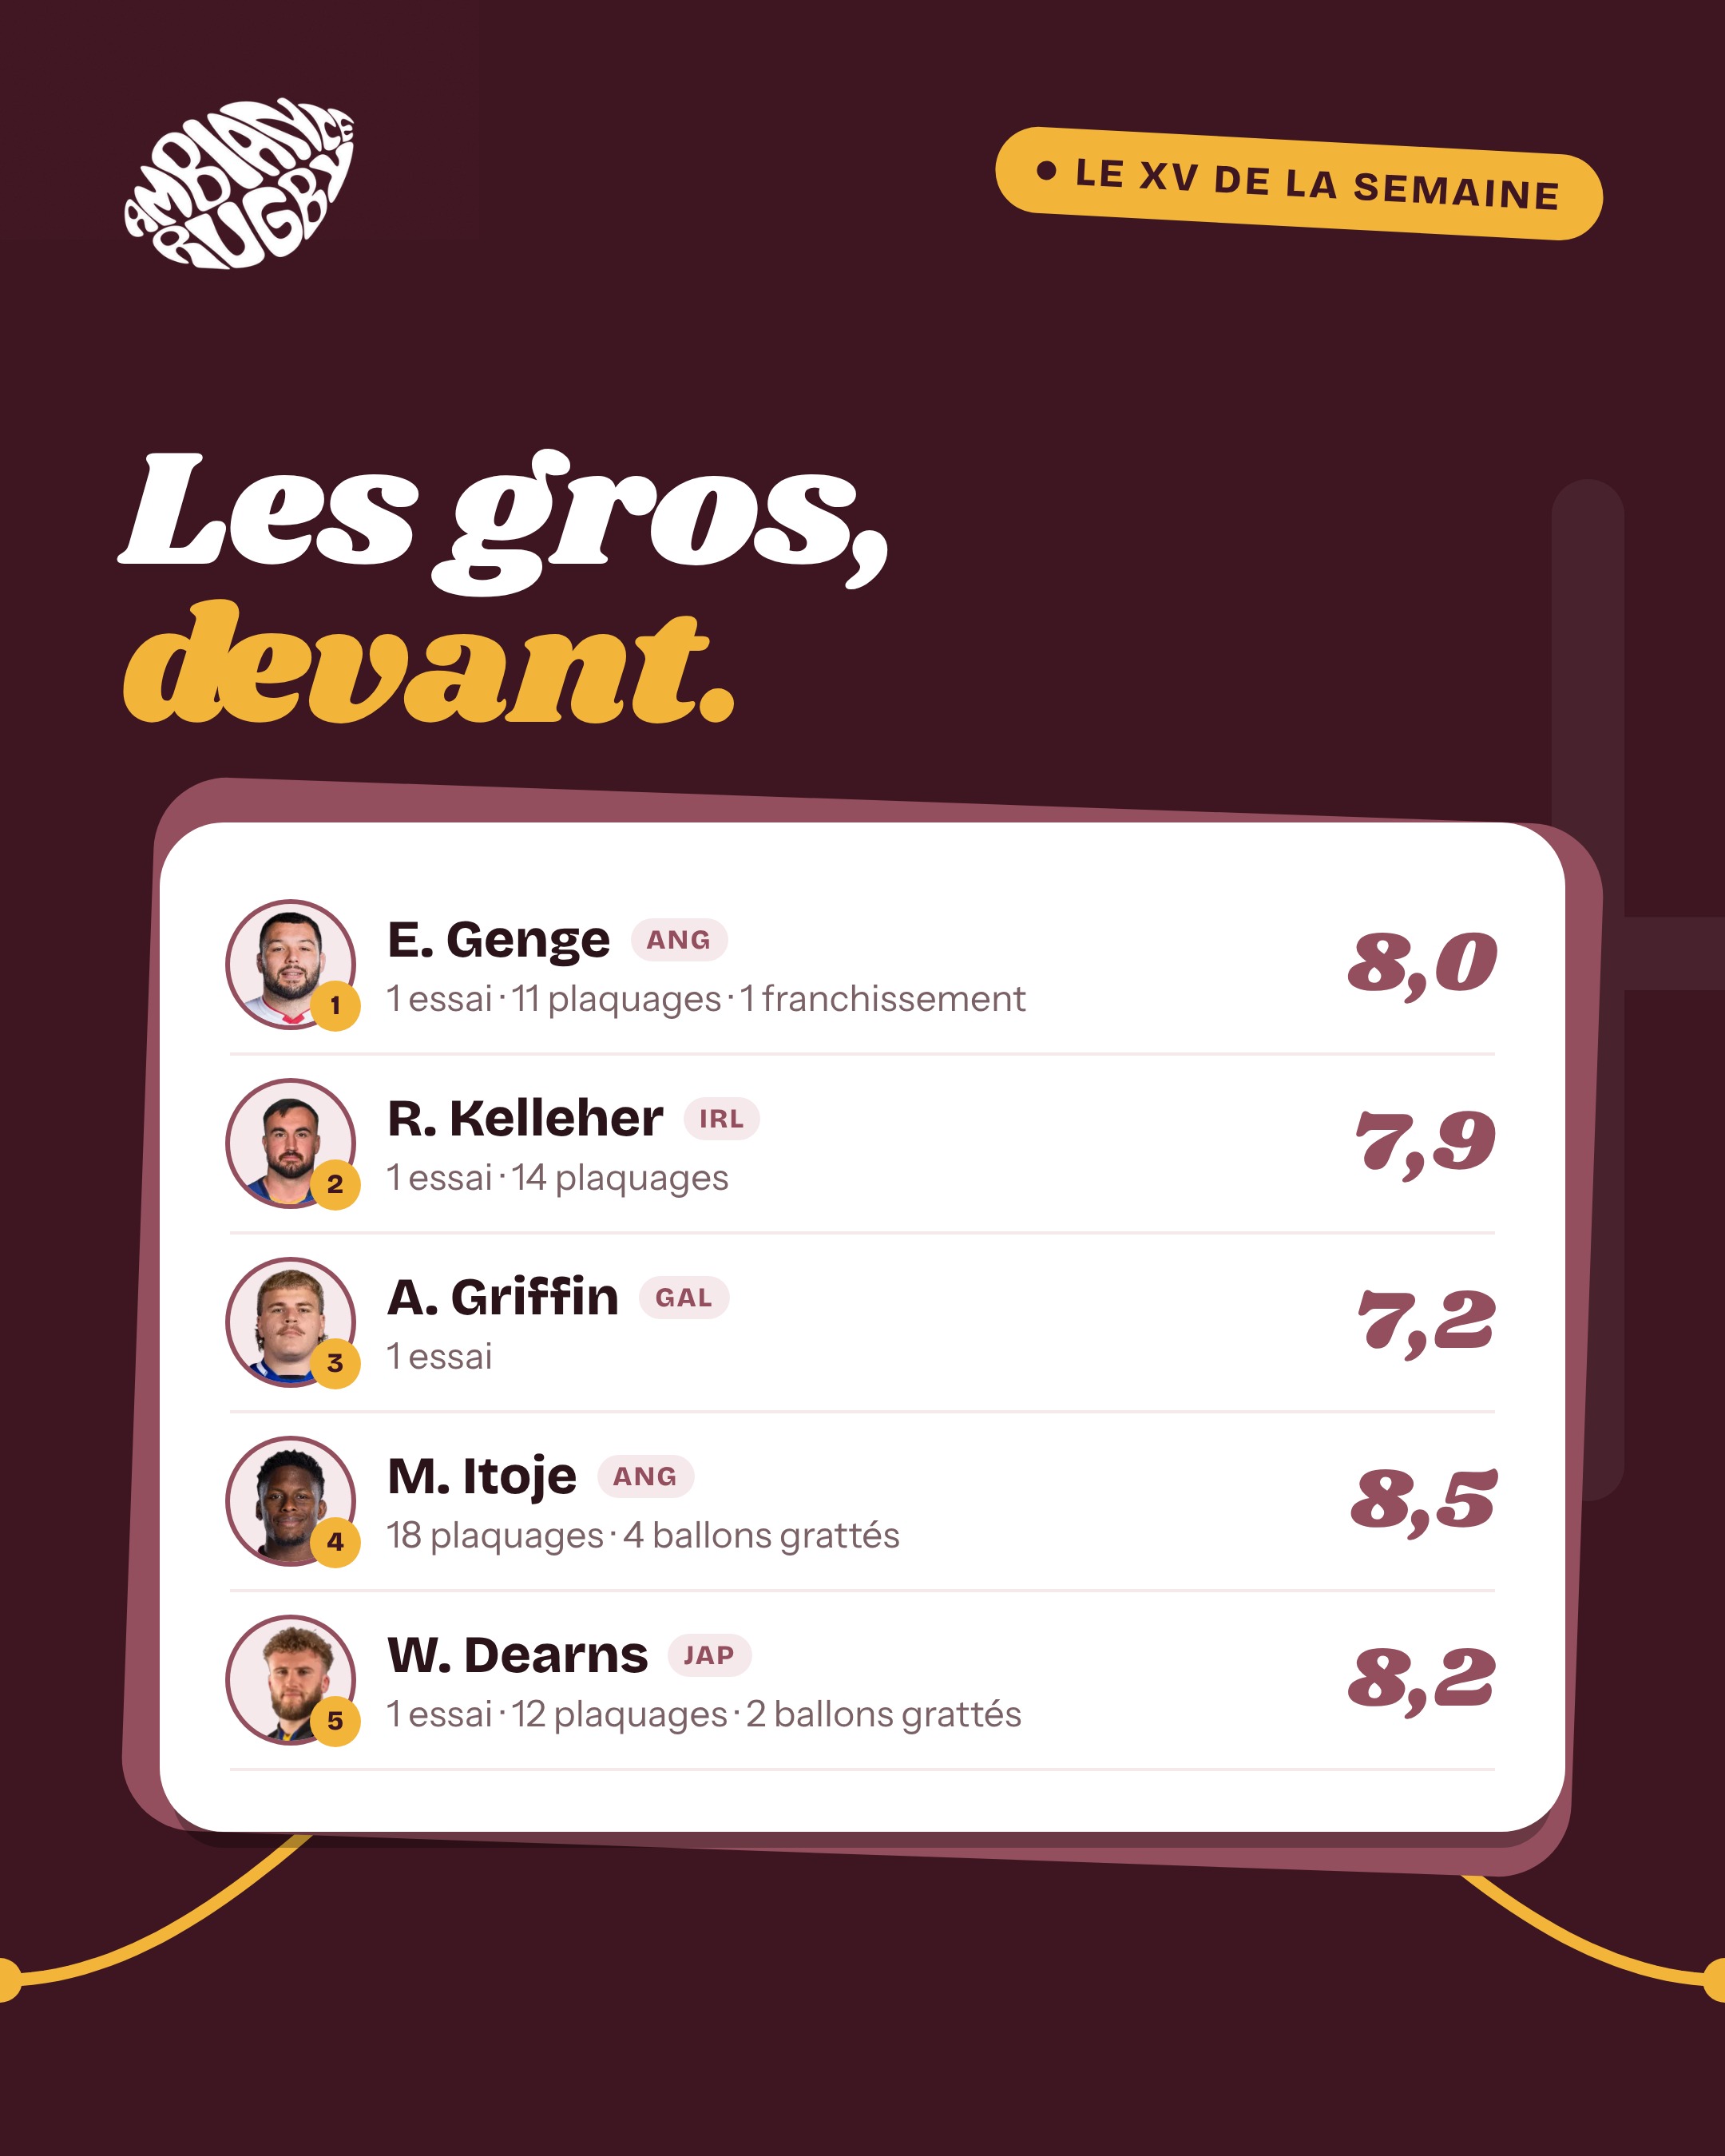 AMBIANCE
RUGBY
• LE XV DE LA SEMAINE
Les gros,
devant.
1
E. Genge ANG
1 essai · 11 plaquages · 1 franchissement
8,0
2
R. Kelleher IRL
1 essai · 14 plaquages
7,9
3
A. Griffin GAL
1 essai
7,2
4
M. Itoje ANG
18 plaquages · 4 ballons grattés
8,5
5
W. Dearns JAP
1 essai · 12 plaquages · 2 ballons grattés
8,2